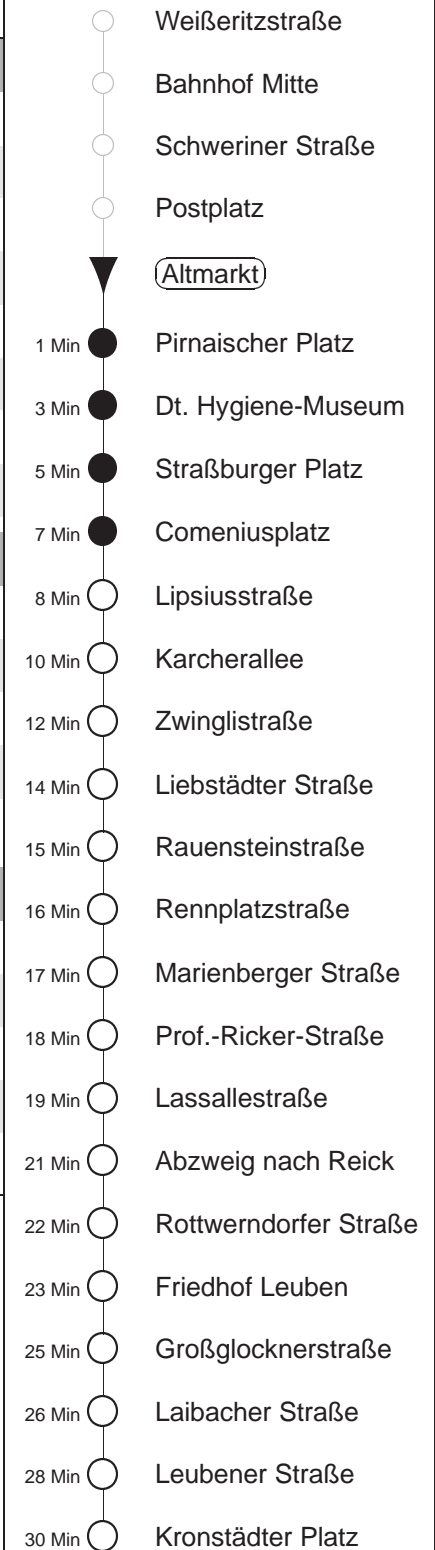 Weißeritzstraße
Bahnhof Mitte
Schweriner Straße
Postplatz
Altmarkt
1 Min Pirnaischer Platz
3 Min Dt. Hygiene-Museum
5 Min Straßburger Platz
7 Min Comeniusplatz
8 Min Lipsiusstraße
10 Min Karcherallee
12 Min Zwinglistraße
14 Min Liebstädter Straße
15 Min Rauensteinstraße
16 Min Rennplatzstraße
17 Min Marienberger Straße
18 Min Prof.-Ricker-Straße
19 Min Lassallestraße
21 Min Abzweig nach Reick
22 Min Rottwerndorfer Straße
23 Min Friedhof Leuben
25 Min Großglocknerstraße
26 Min Laibacher Straße
28 Min Leubener Straße
30 Min Kronstädter Platz